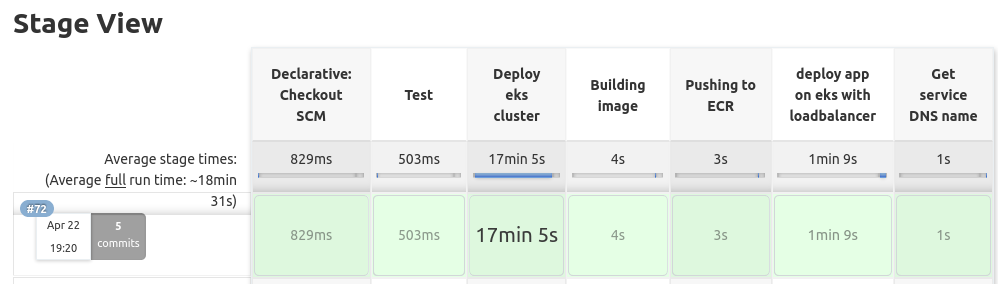 Stage View
Declarative:
Checkout
SCM
Test
Deploy
eks
cluster
Building
image
Pushing to
ECR
deploy app
on eks with
loadbalancer
Get
service
DNS name
Average stage times:
(Average full run time: ~18min
31s)
829ms
503ms
17min 5s
4s
3s
1min 9s
1s
#72
Apr 22
19:20
5
commits
829ms
503ms
17min 5s
4s
3s
1min 9s
1s